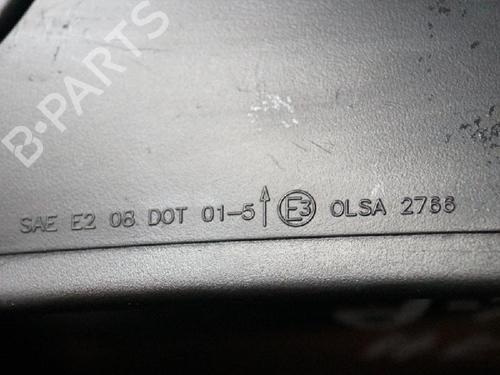 B-PARTS
SAE E2 08 DOT 01-5↑ E3 OLSA 2766